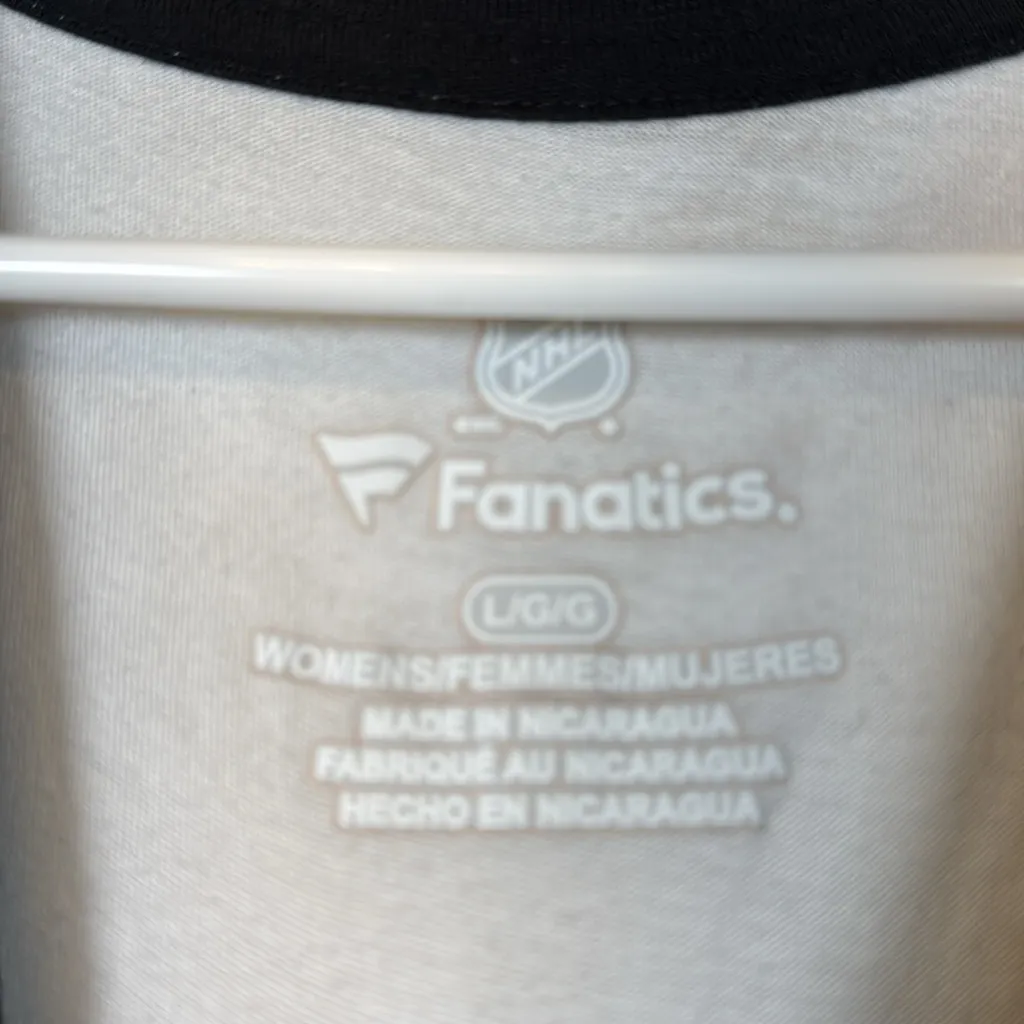 NHL
Fanatics.
L/G/G
WOMENS/FEMMES/MUJERES
MADE IN NICARAGUA
FABRIQUÉ AU NICARAGUA
HECHO EN NICARAGUA